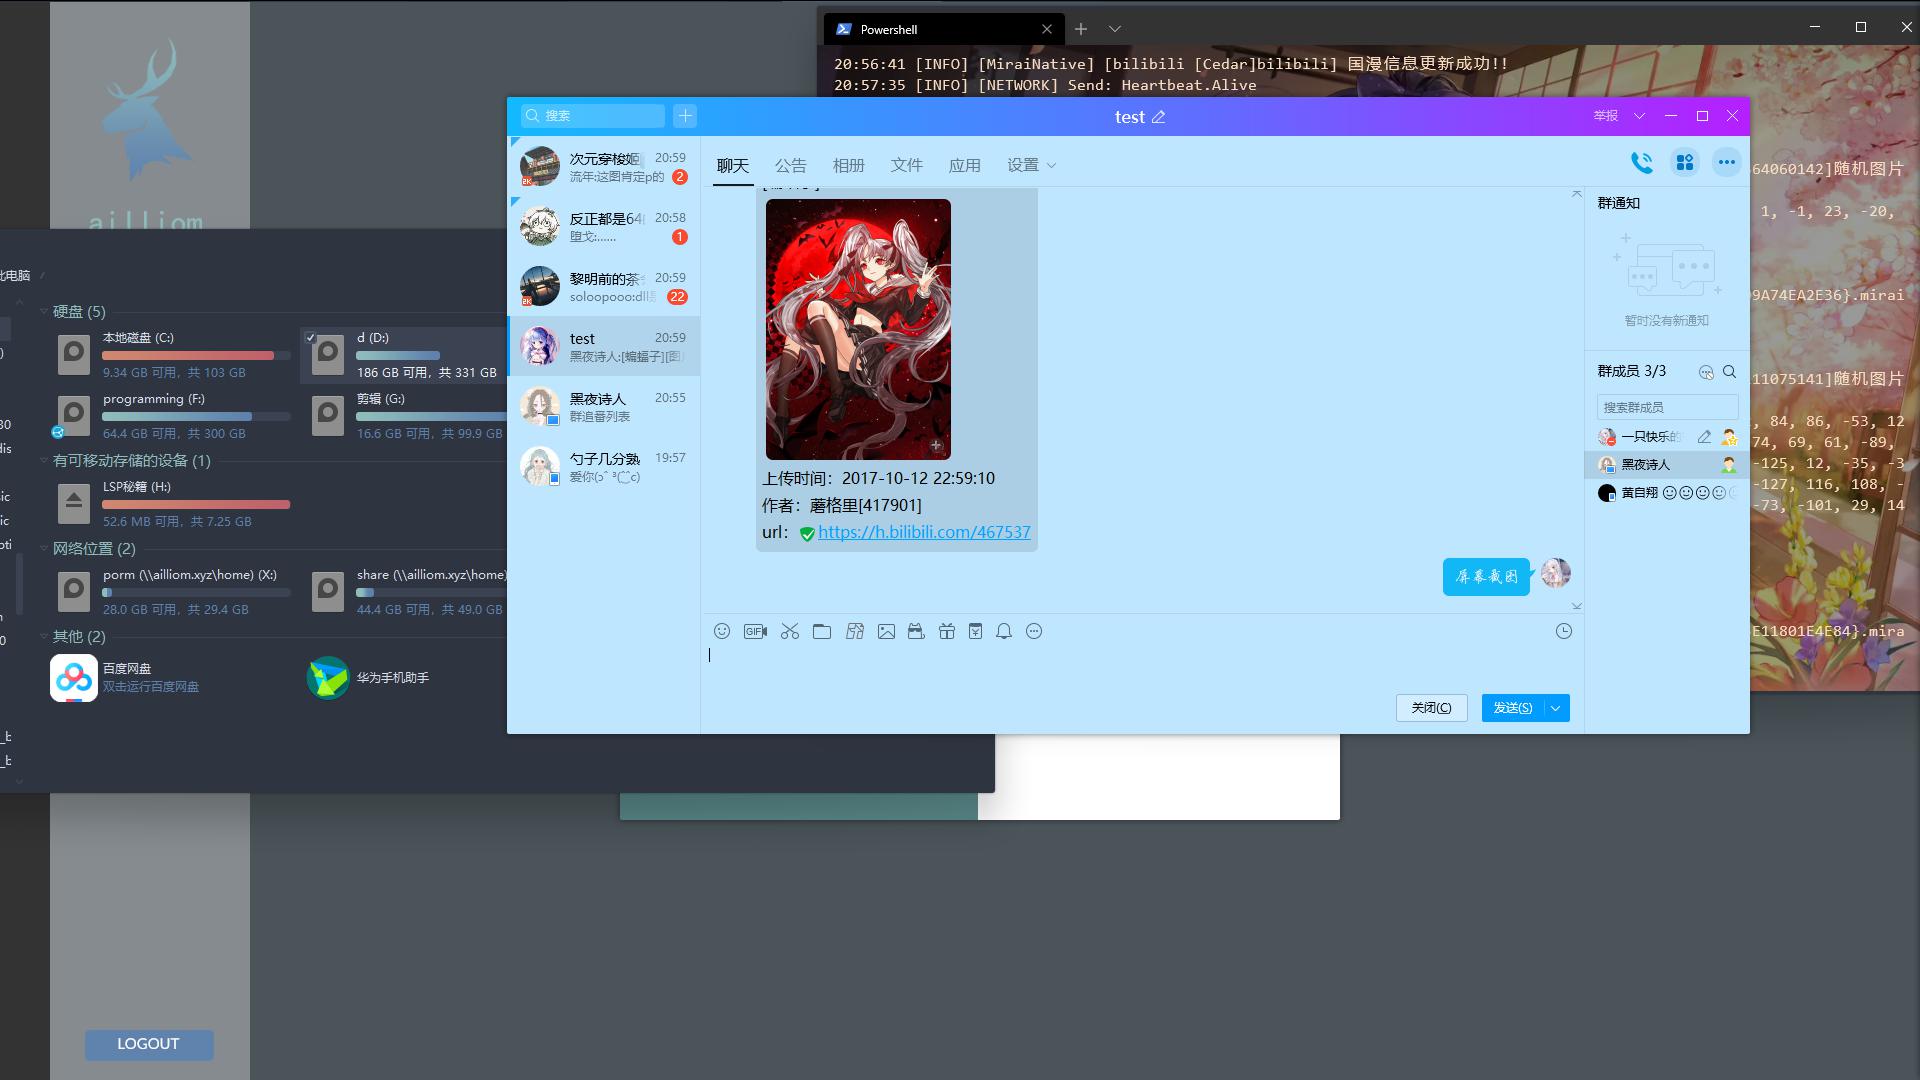 Powershell
20:56:41 [INFO] [MiraiNative] [bilibili [Cedar]bilibili] 国漫信息更新成功!!
20:57:35 [INFO] [NETWORK] Send: Heartbeat.Alive
64060142]随机图片
1, -1, 23, -20,
9A74EA2E36}.mirai
11075141]随机图片
, 84, 86, -53, 12
74, 69, 61, -89,
-125, 12, -35, -3
-127, 116, 108, -
-73, -101, 29, 14
E11801E4E84}.mira
ailliom
此电脑
硬盘 (5)
本地磁盘 (C:)
9.34 GB 可用，共 103 GB
d (D:)
186 GB 可用，共 331 GB
programming (F:)
64.4 GB 可用，共 300 GB
剪辑 (G:)
16.6 GB 可用，共 99.9 GB
有可移动存储的设备 (1)
LSP秘籍 (H:)
52.6 MB 可用，共 7.25 GB
网络位置 (2)
porm (\\ailliom.xyz\home) (X:)
28.0 GB 可用，共 29.4 GB
share (\\ailliom.xyz\home)
44.4 GB 可用，共 49.0 GB
其他 (2)
百度网盘
双击运行百度网盘
华为手机助手
LOGOUT
搜索
test
举报
次元穿梭姬
20:59
流年:这图肯定p的
2
反正都是64
20:58
堕戈:......
1
黎明前的茶
20:59
soloopooo:dll
22
test
20:59
黑夜诗人:[蝙蝠子][图
黑夜诗人
20:55
群追番列表
勺子几分熟
19:57
聊天
公告
相册
文件
应用
设置
上传时间：2017-10-12 22:59:10
作者：蘑格里[417901]
url：https://h.bilibili.com/467537
屏幕截图
GIF
关闭(C)
发送(S)
群通知
暂时没有新通知
群成员 3/3
搜索群成员
一只快乐的
黑夜诗人
黄自翔